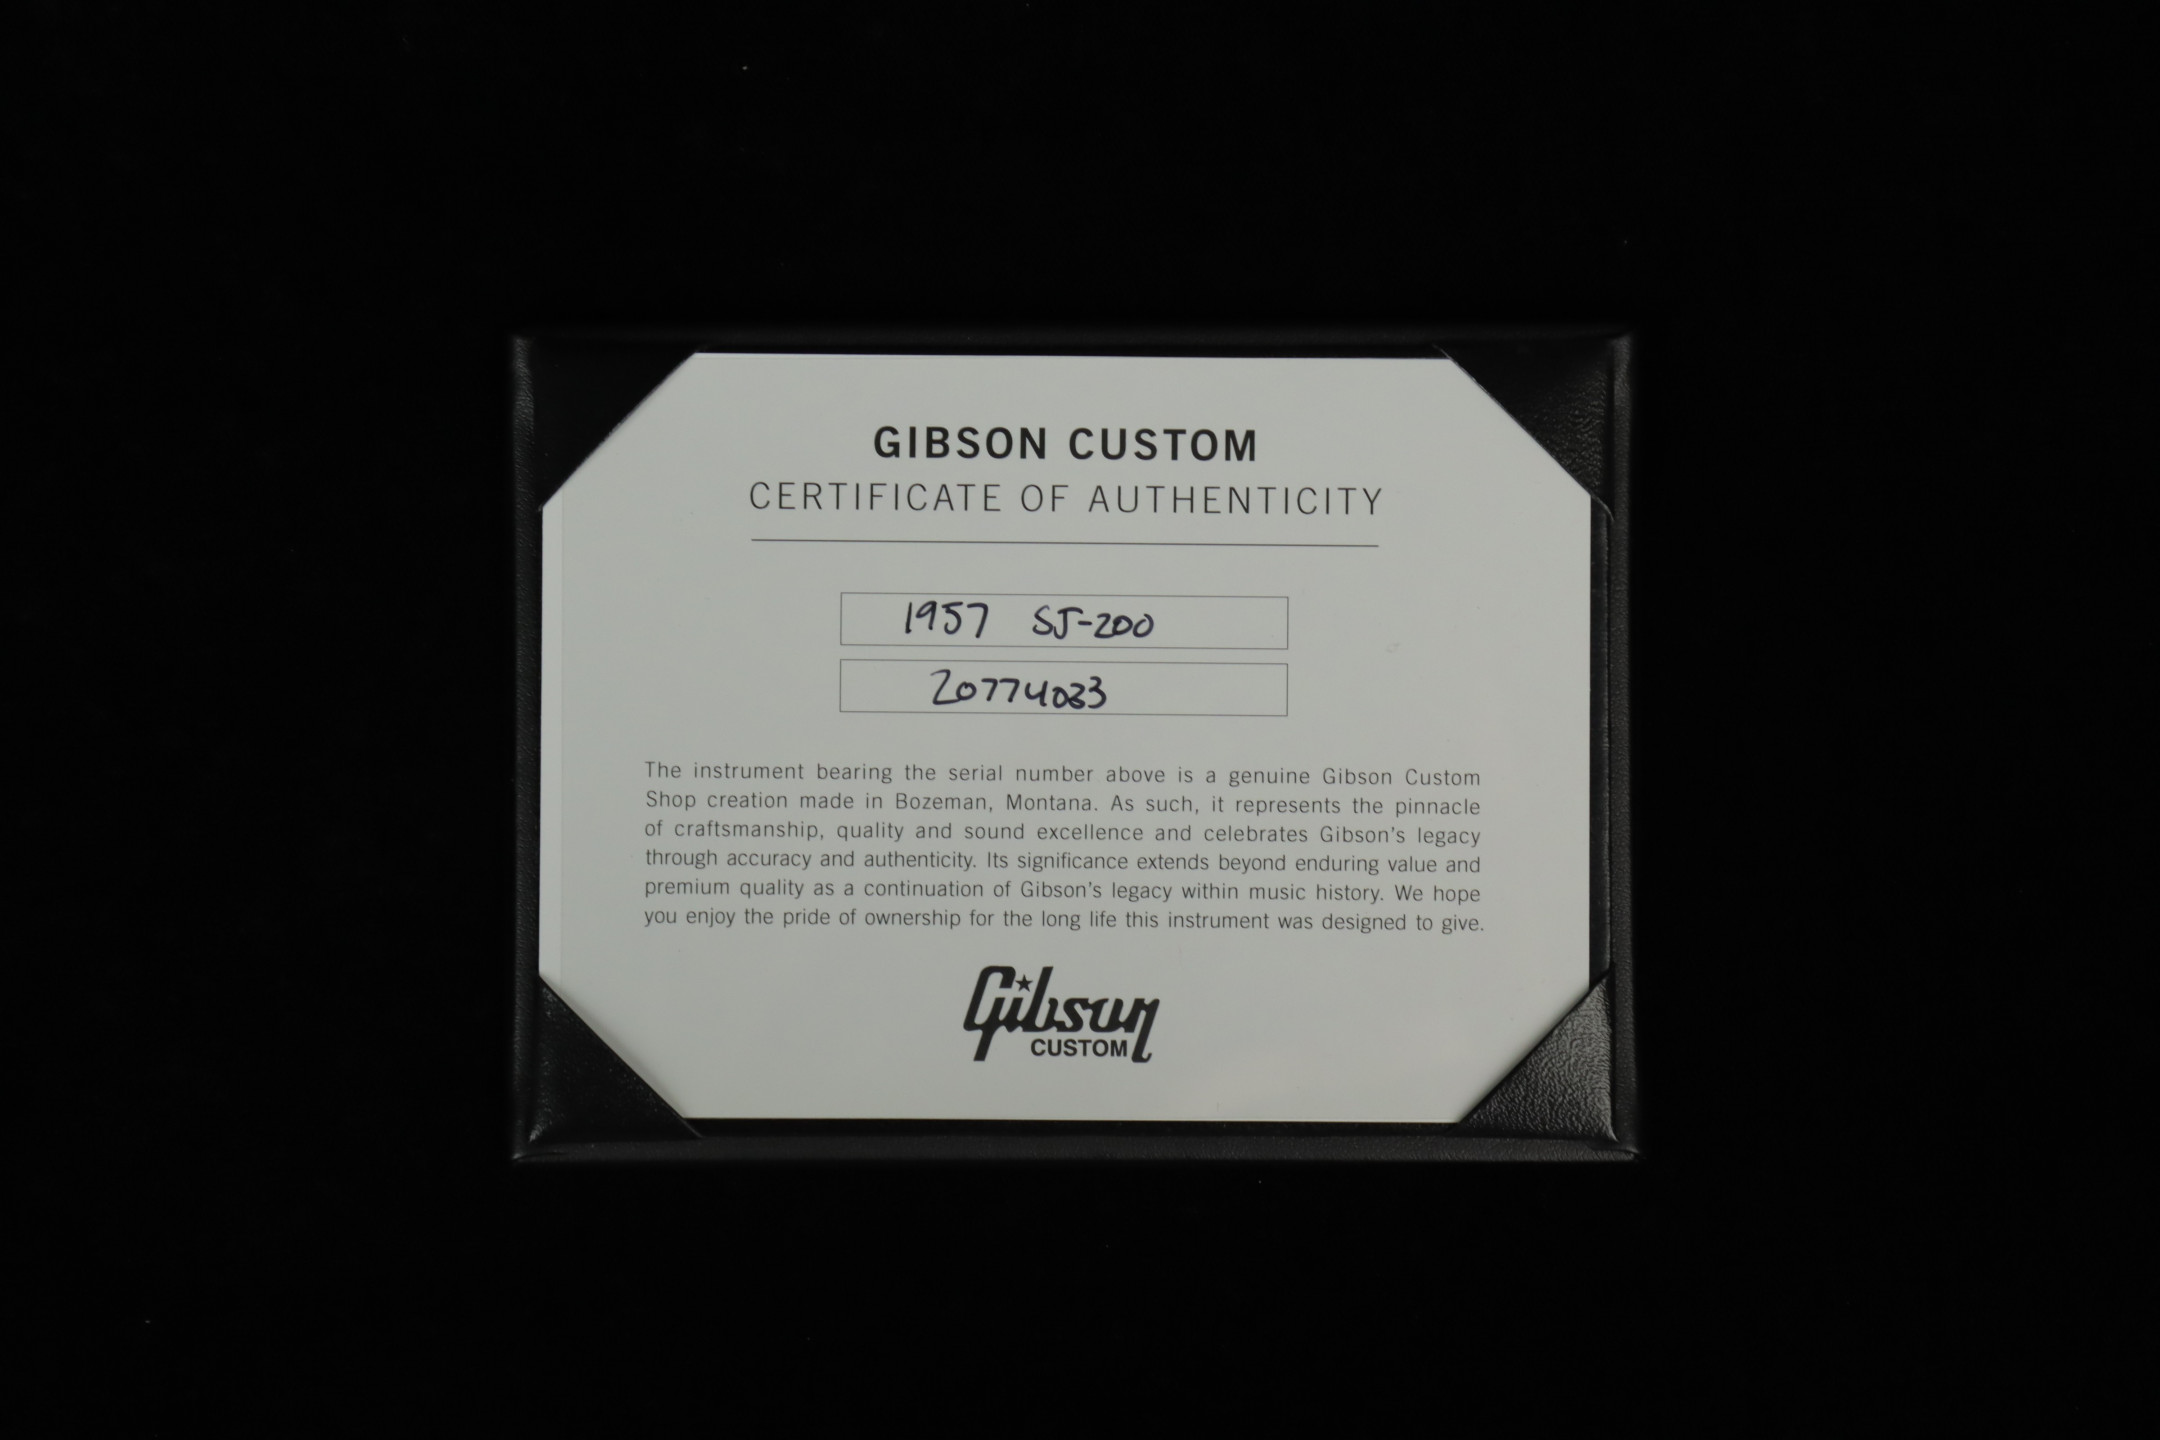 GIBSON CUSTOM
CERTIFICATE OF AUTHENTICITY
1957 SJ-200
20774033
The instrument bearing the serial number above is a genuine Gibson Custom
Shop creation made in Bozeman, Montana. As such, it represents the pinnacle
of craftsmanship, quality and sound excellence and celebrates Gibson's legacy
through accuracy and authenticity. Its significance extends beyond enduring value and
premium quality as a continuation of Gibson's legacy within music history. We hope
you enjoy the pride of ownership for the long life this instrument was designed to give.
Gibson
CUSTOM